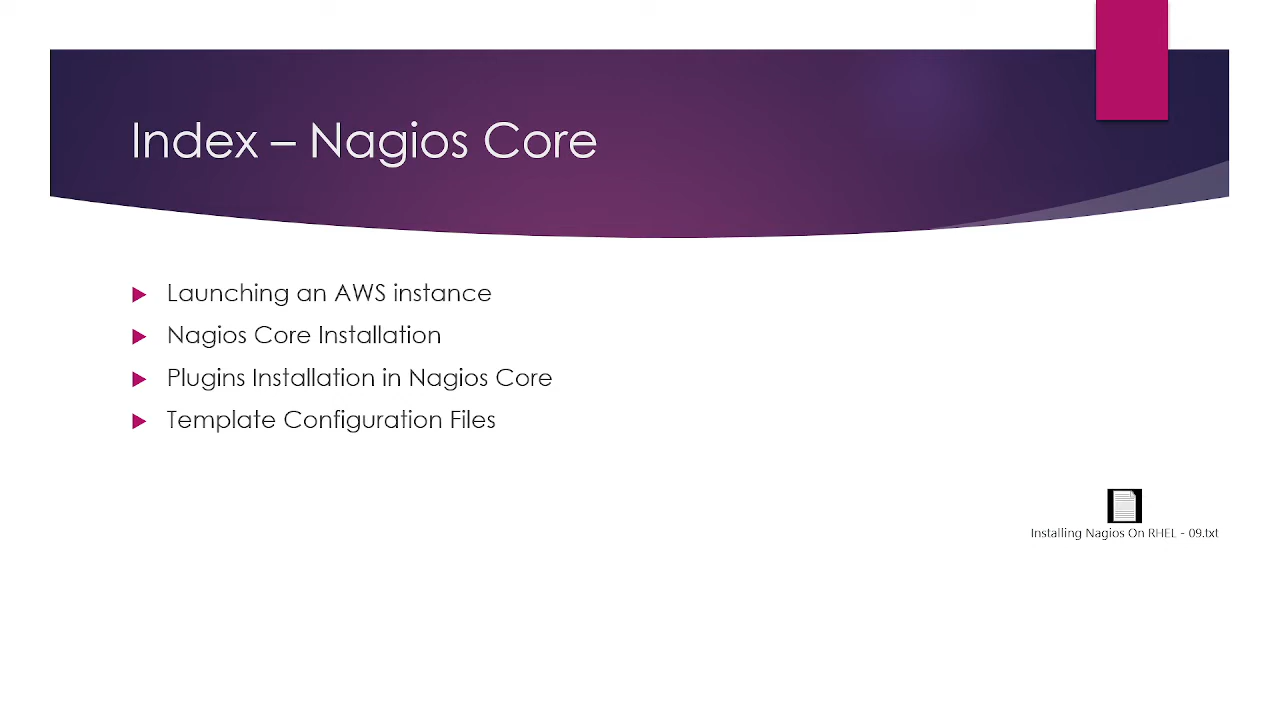 Index – Nagios Core
Launching an AWS instance
Nagios Core Installation
Plugins Installation in Nagios Core
Template Configuration Files
Installing Nagios On RHEL - 09.txt